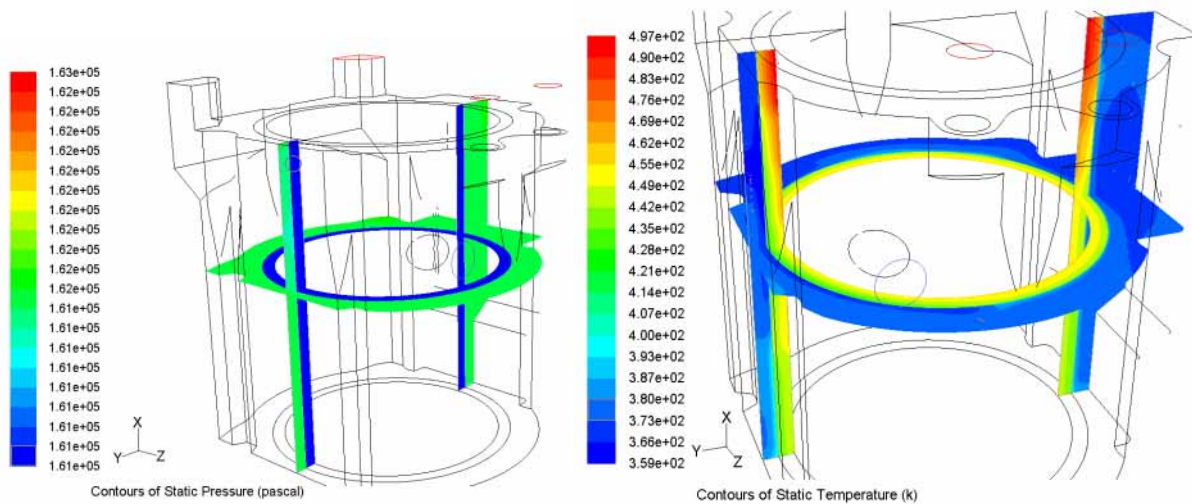 1.63e+05
1.62e+05
1.62e+05
1.62e+05
1.62e+05
1.62e+05
1.62e+05
1.62e+05
1.62e+05
1.62e+05
1.62e+05
1.62e+05
1.61e+05
1.61e+05
1.61e+05
1.61e+05
1.61e+05
1.61e+05
1.61e+05
X
Y
Z
Contours of Static Pressure (pascal)
4.97e+02
4.90e+02
4.83e+02
4.76e+02
4.69e+02
4.62e+02
4.55e+02
4.49e+02
4.42e+02
4.35e+02
4.28e+02
4.21e+02
4.14e+02
4.07e+02
4.00e+02
3.93e+02
3.87e+02
3.80e+02
3.73e+02
3.66e+02
3.59e+02
X
Y
Z
Contours of Static Temperature (k)